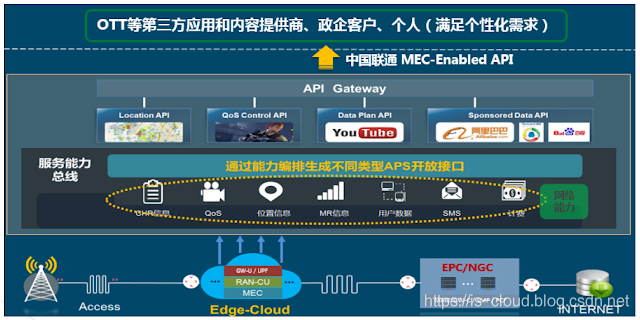 OTT等第三方应用和内容提供商、政企客户、个人（满足个性化需求）
中国联通 MEC-Enabled API
API Gateway
Location API
QoS Control API
Data Plan API
Sponsored Data API
YouTube
阿里巴巴
Alibaba.com
Bai du 百度
服务能力
总线
通过能力编排生成不同类型APS开放接口
CHR信息
QoS
位置信息
MR信息
用户数据
SMS
计费
网络
能力
GW-U / UPF
RAN-CU
MEC
Edge-Cloud
Access
EPC/NGC
INTERNET
https://is-cloud.blog.csdn.net